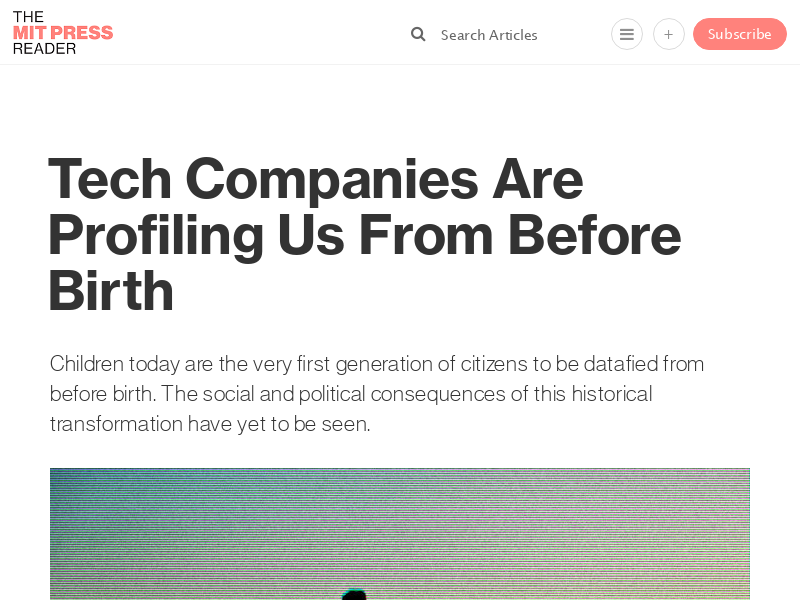 THE
MIT PRESS
READER
Search Articles
+
Subscribe
Tech Companies Are
Profiling Us From Before
Birth
Children today are the very first generation of citizens to be datafied from
before birth. The social and political consequences of this historical
transformation have yet to be seen.